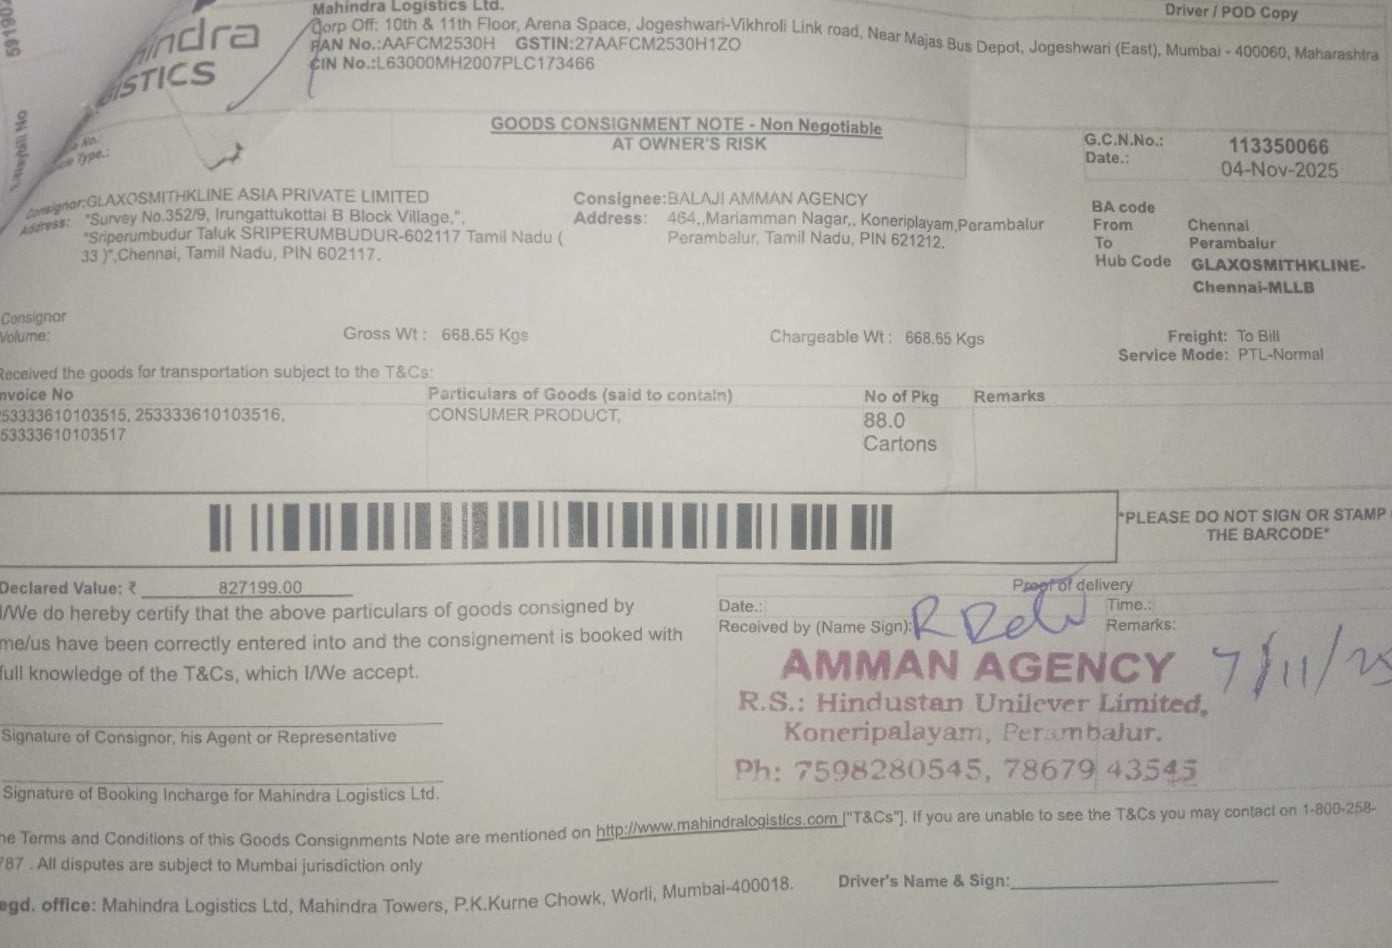 Mahindra Logistics Ltd.
Driver / POD Copy
Corp Off: 10th & 11th Floor, Arena Space, Jogeshwari-Vikhroli Link road, Near Majas Bus Depot, Jogeshwari (East), Mumbai - 400060, Maharashtra
PAN No.:AAFCM2530H GSTIN:27AAFCM2530H1ZO
CIN No.:L63000MH2007PLC173466
GOODS CONSIGNMENT NOTE - Non Negotiable
AT OWNER'S RISK
G.C.N.No.: 113350066
Date.: 04-Nov-2025
Consignor:GLAXOSMITHKLINE ASIA PRIVATE LIMITED
Address: "Survey No.352/9, Irungattukottai B Block Village,",
"Sriperumbudur Taluk SRIPERUMBUDUR-602117 Tamil Nadu (
33 )",Chennai, Tamil Nadu, PIN 602117.
Consignee:BALAJI AMMAN AGENCY
Address: 464,,Mariamman Nagar,, Koneriplayam,Perambalur
Perambalur, Tamil Nadu, PIN 621212.
BA code
From Chennai
To Perambalur
Hub Code GLAXOSMITHKLINE-
Chennai-MLLB
Consignor
Volume:
Gross Wt : 668.65 Kgs
Chargeable Wt : 668.65 Kgs
Freight: To Bill
Service Mode: PTL-Normal
Received the goods for transportation subject to the T&Cs:
nvoice No Particulars of Goods (said to contain) No of Pkg Remarks
53333610103515, 253333610103516, CONSUMER PRODUCT, 88.0
53333610103517 Cartons
*PLEASE DO NOT SIGN OR STAMP
THE BARCODE*
Declared Value: ₹ 827199.00
I/We do hereby certify that the above particulars of goods consigned by
me/us have been correctly entered into and the consignement is booked with
full knowledge of the T&Cs, which I/We accept.
Proof of delivery
Date.: Time.:
Received by (Name Sign): Remarks:
7/11/25
AMMAN AGENCY
R.S.: Hindustan Unilever Limited,
Koneripalayam, Perambalur.
Ph: 7598280545, 78679 43545
Signature of Consignor, his Agent or Representative
Signature of Booking Incharge for Mahindra Logistics Ltd.
he Terms and Conditions of this Goods Consignments Note are mentioned on http://www.mahindralogistics.com ["T&Cs"]. If you are unable to see the T&Cs you may contact on 1-800-258-
787 . All disputes are subject to Mumbai jurisdiction only
egd. office: Mahindra Logistics Ltd, Mahindra Towers, P.K.Kurne Chowk, Worli, Mumbai-400018.
Driver's Name & Sign: